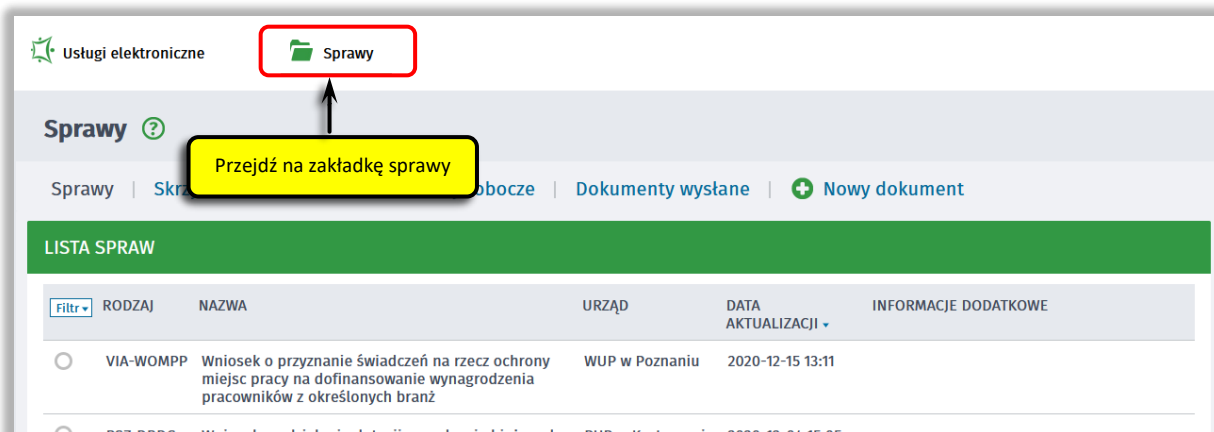 Usługi elektroniczne
Sprawy
Sprawy ?
Przejdź na zakładkę sprawy
Sprawy | Dokumenty wysłane | Nowy dokument
LISTA SPRAW
Filtr RODZAJ NAZWA URZĄD DATA AKTUALIZACJI INFORMACJE DODATKOWE
VIA-WOMPP Wniosek o przyznanie świadczeń na rzecz ochrony WUP w Poznaniu 2020-12-15 13:11
miejsc pracy na dofinansowanie wynagrodzenia
pracowników z określonych branż